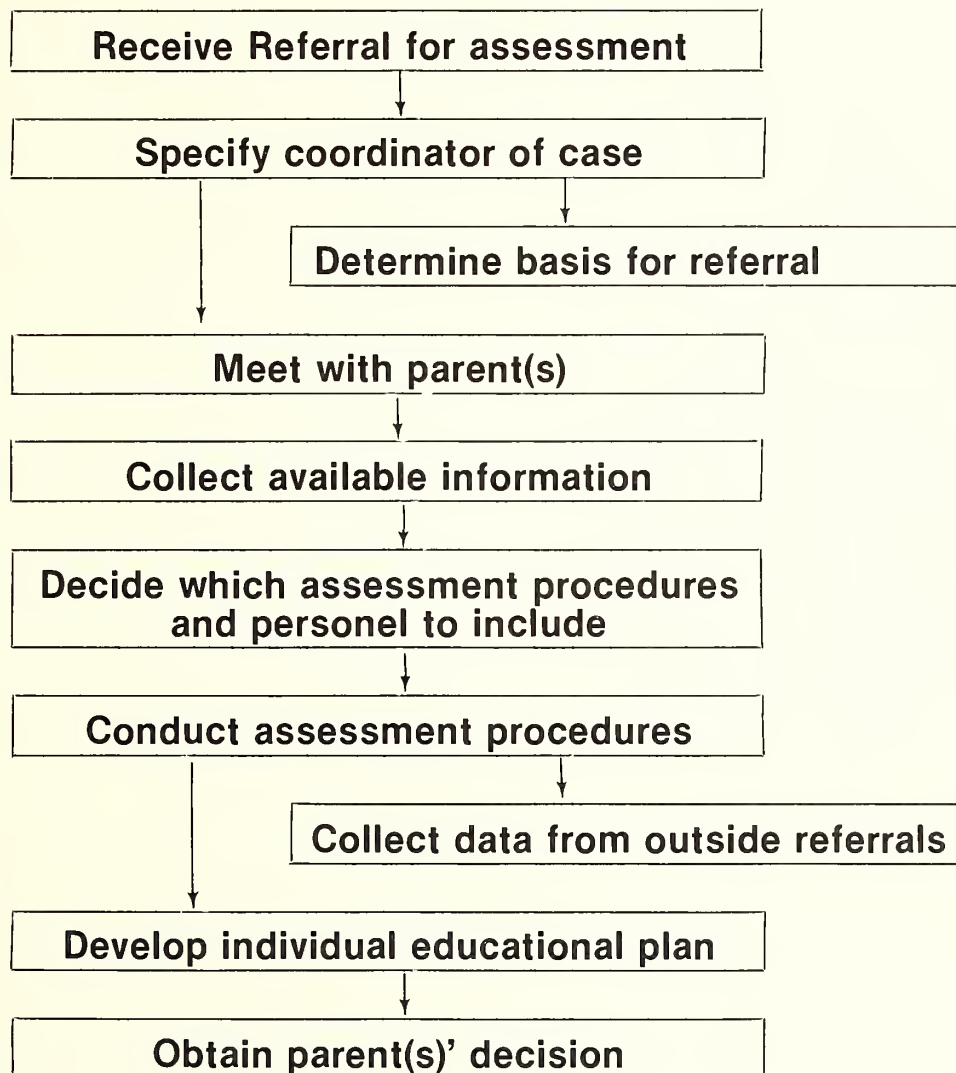 Receive Referral for assessment
Specify coordinator of case
Determine basis for referral
Meet with parent(s)
Collect available information
Decide which assessment procedures
and personel to include
Conduct assessment procedures
Collect data from outside referrals
Develop individual educational plan
Obtain parent(s)' decision